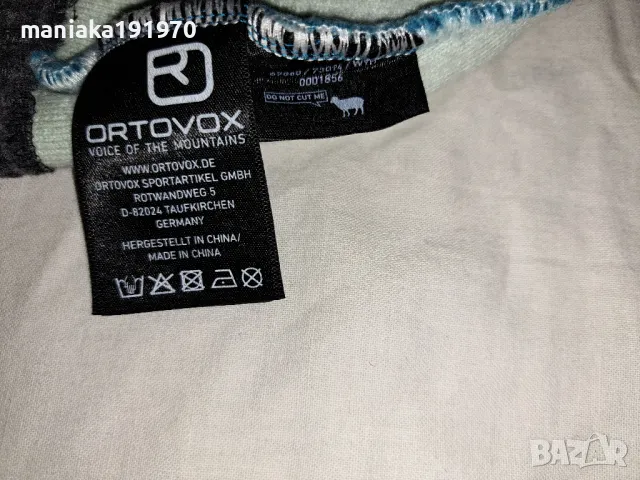 maniaka191970
R
ORTOVOX
VOICE OF THE MOUNTAINS
WWW.ORTOVOX.DE
ORTOVOX SPORTARTIKEL GMBH
ROTWANDWEG 5
D-82024 TAUFKIRCHEN
GERMANY
HERGESTELLT IN CHINA/
MADE IN CHINA
0001856
DO NOT CUT ME
BAZAR